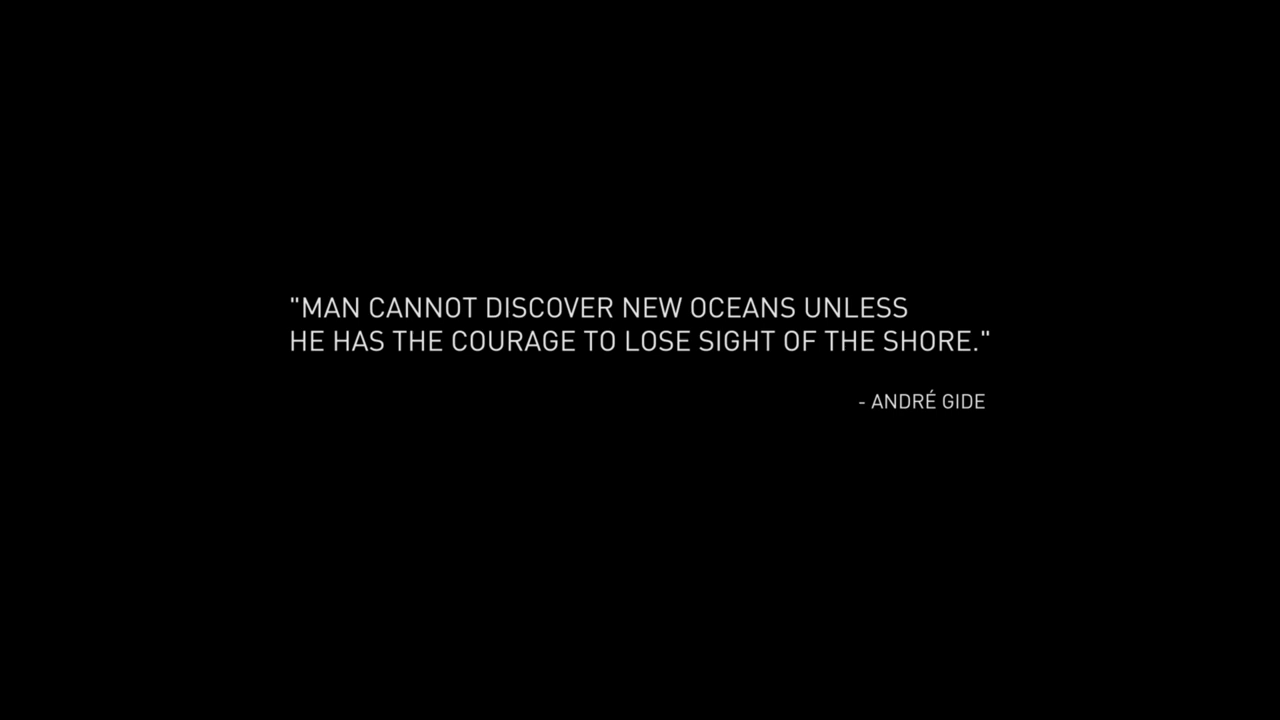 "MAN CANNOT DISCOVER NEW OCEANS UNLESS
HE HAS THE COURAGE TO LOSE SIGHT OF THE SHORE."
- ANDRÉ GIDE